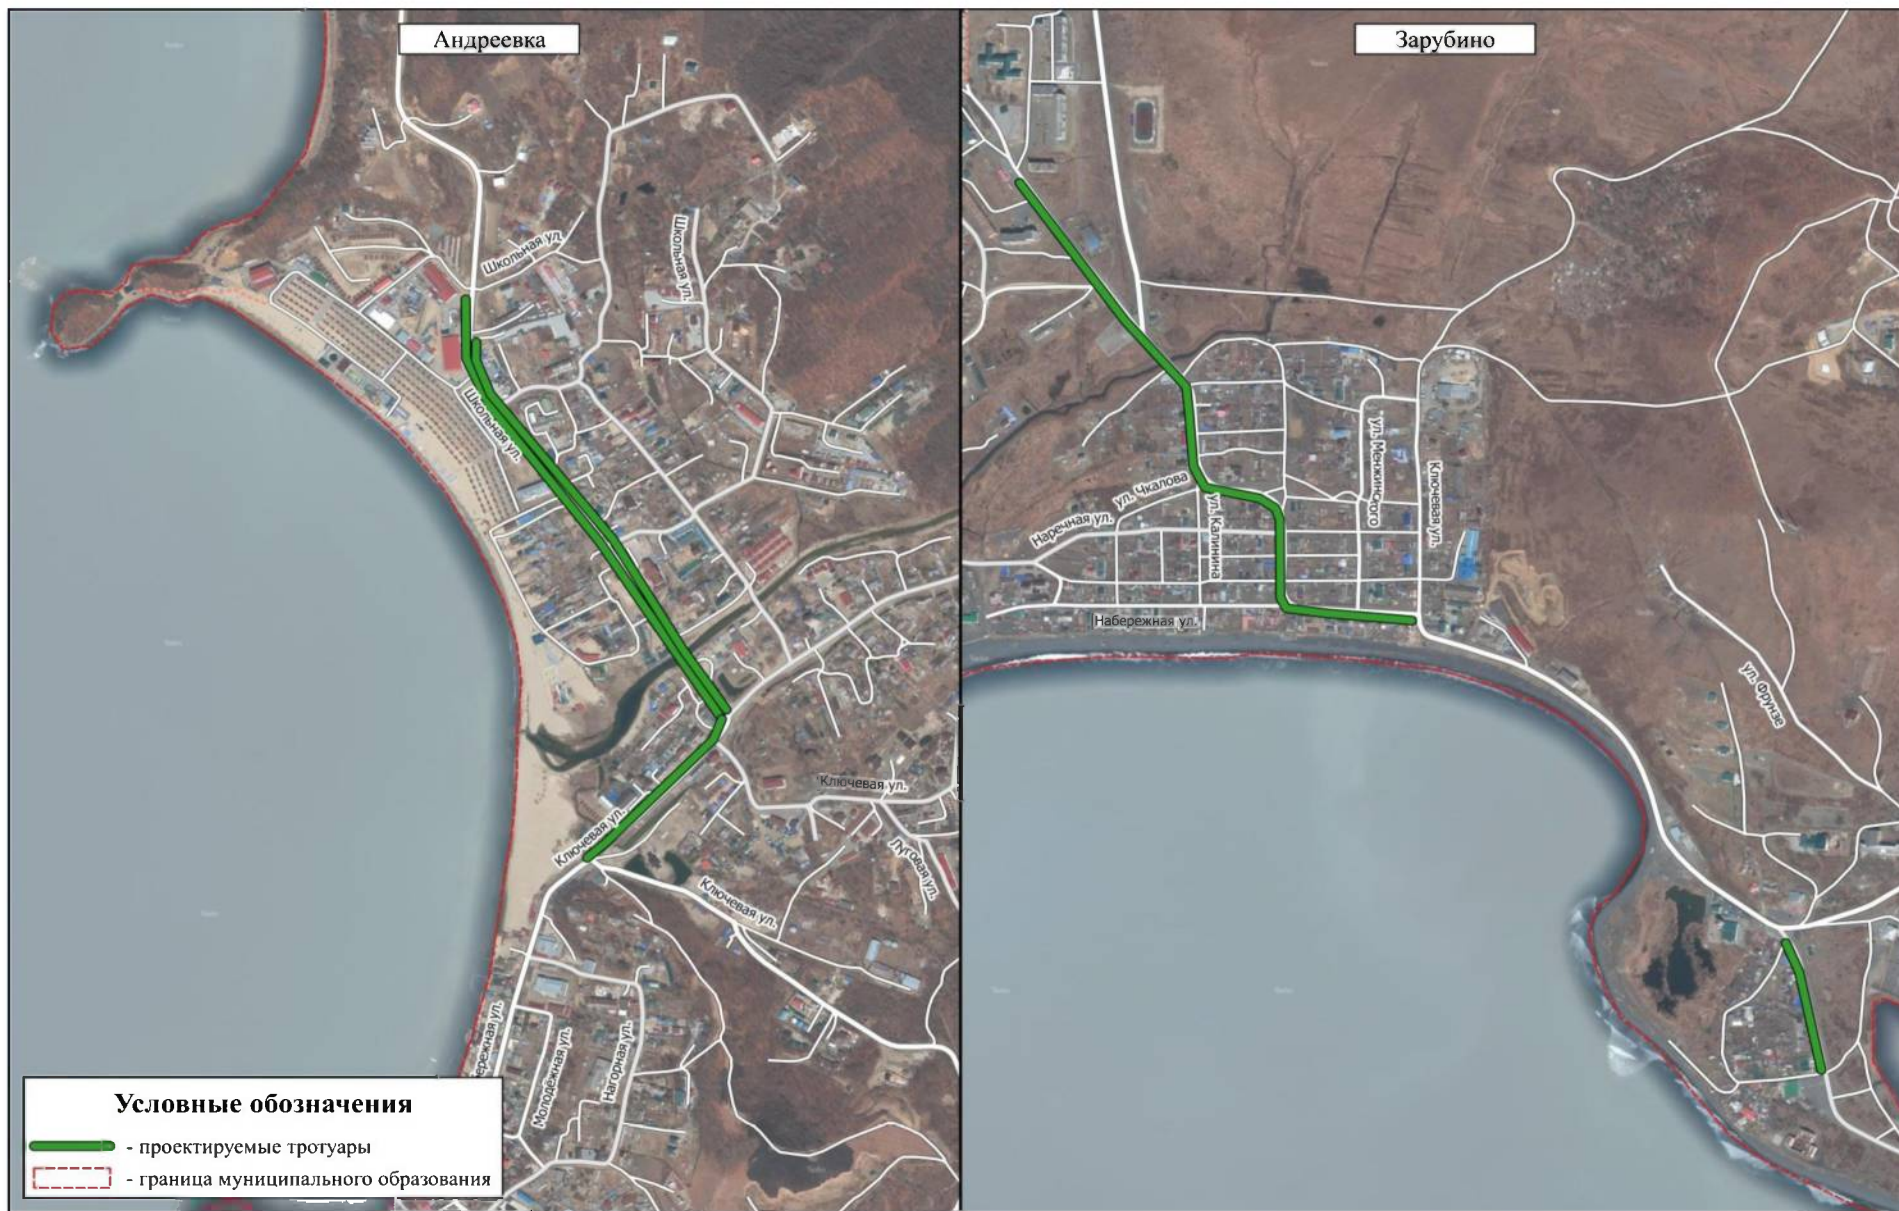 Андреевка
Зарубино
Школьная ул.
Школьная ул.
Школьная ул.
Ключевая ул.
Ключевая ул.
Ключевая ул.
Луговая ул.
Молодёжная ул.
Нагорная ул.
ережная ул.
ул. Чкалова
Наречная ул.
ул. Калинина
ул. Менжинского
Ключевая ул.
Набережная ул.
ул. Фрунзе
Условные обозначения
- проектируемые тротуары
- граница муниципального образования